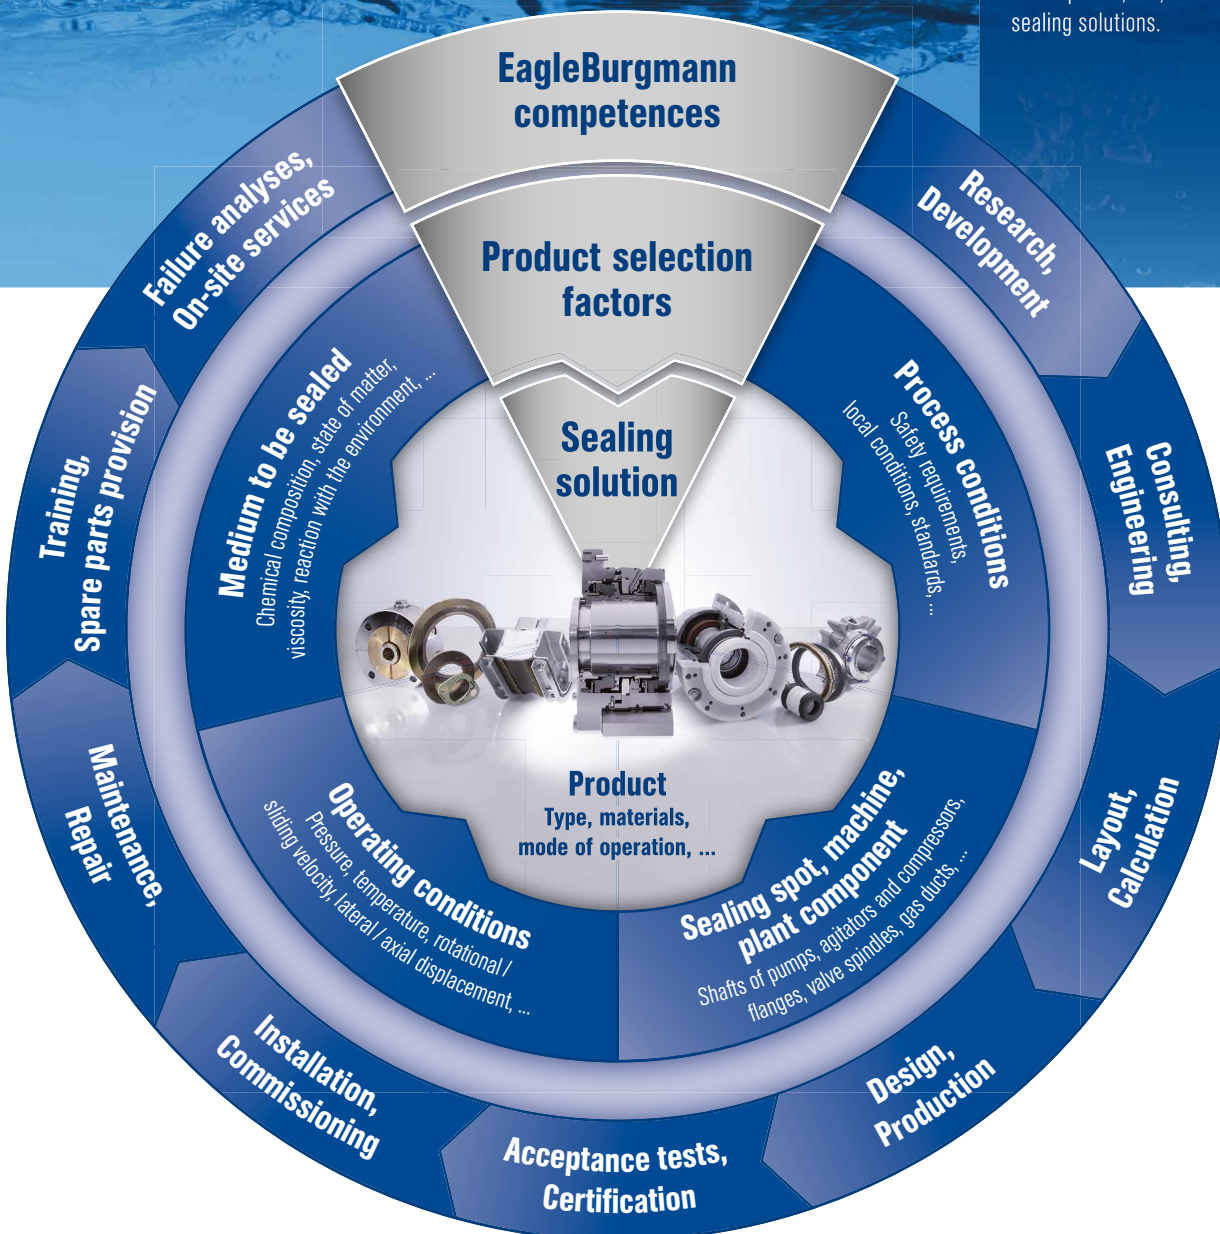 sealing solutions.
EagleBurgmann
competences
Product selection
factors
Sealing
solution
Research,
Development
Consulting,
Engineering
Layout,
Calculation
Design,
Production
Acceptance tests,
Certification
Installation,
Commissioning
Maintenance,
Repair
Training,
Spare parts provision
Failure analyses,
On-site services
Process conditions
Safety requirements,
local conditions, standards, ...
Sealing spot, machine,
plant component
Shafts of pumps, agitators and compressors,
flanges, valve spindles, gas ducts, ...
Operating conditions
Pressure, temperature, rotational /
sliding velocity, lateral / axial displacement, ...
Medium to be sealed
Chemical composition, state of matter,
viscosity, reaction with the environment, ...
Product
Type, materials,
mode of operation, ...